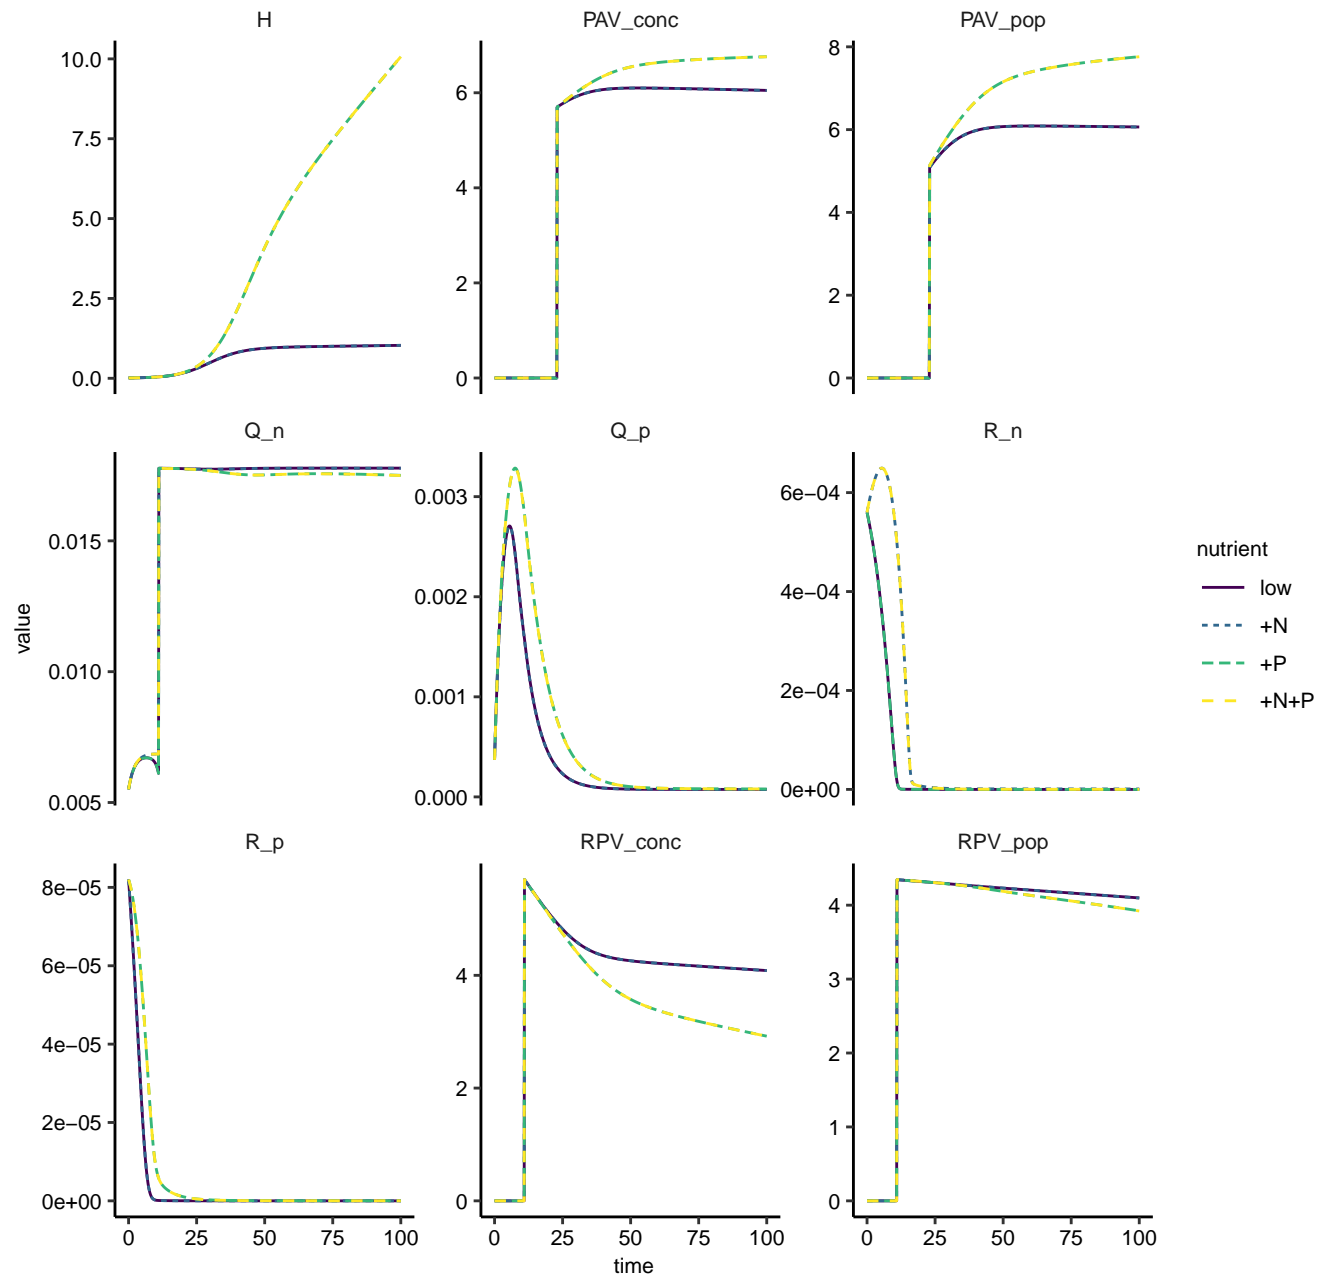 H
PAV_conc
PAV_pop
10.0
7.5
5.0
2.5
0.0
6
4
2
0
8
6
4
2
0
Q_n
Q_p
R_n
0.015
0.010
0.005
0.003
0.002
0.001
0.000
6e−04
4e−04
2e−04
0e+00
R_p
RPV_conc
RPV_pop
8e−05
6e−05
4e−05
2e−05
0e+00
4
2
0
4
3
2
1
0
0 25 50 75 100
0 25 50 75 100
0 25 50 75 100
time
value
nutrient
low
+N
+P
+N+P